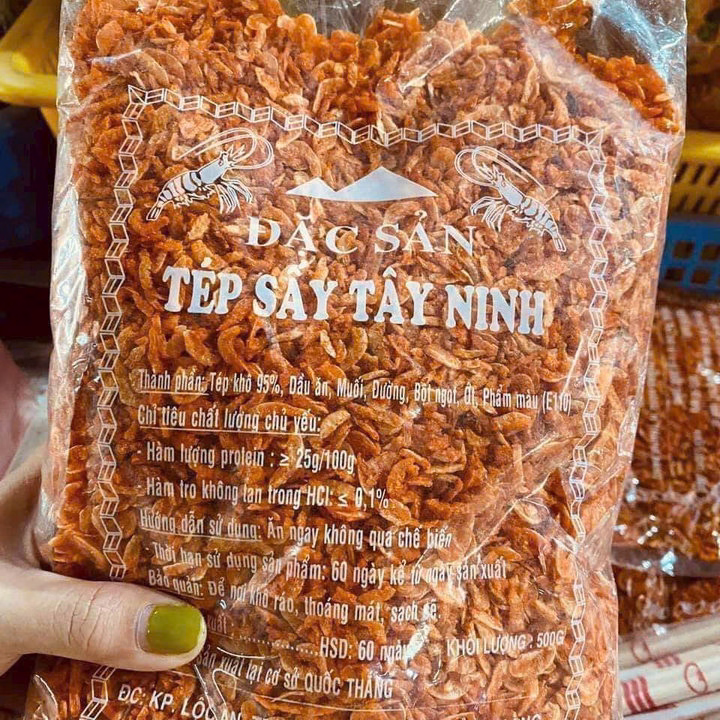 ĐẶC SẢN
TÉP SẤY TÂY NINH
Thành phần: Tép khô 95%, Dầu ăn, Muối, Đường, Bột ngọt, Ớt, Phẩm màu (E110)
Chỉ tiêu chất lượng chủ yếu:
- Hàm lượng protein : ≥ 25g/100g
- Hàm tro không tan trong HCl: ≤ 0,1%
Hướng dẫn sử dụng: Ăn ngay không qua chế biến
- Thời hạn sử dụng sản phẩm: 60 ngày kể từ ngày sản xuất
Bảo quản: Để nơi khô ráo, thoáng mát, sạch sẽ.
xuất : ................HSD: 60 ngày KHỐI LƯỢNG : 500G
Sản xuất tại cơ sở QUỐC THẮNG
ĐC: KP. LỘC AN,